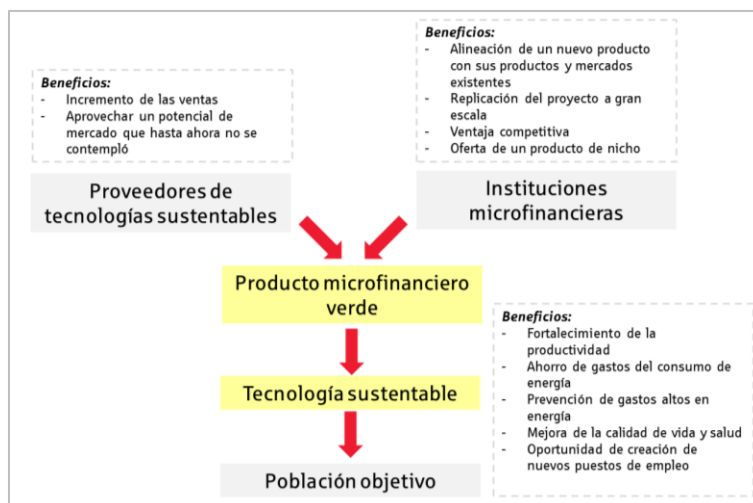 Beneficios:
- Incremento de las ventas
- Aprovechar un potencial de
mercado que hasta ahora no se
contempló
Proveedores de
tecnologías sustentables
Beneficios:
- Alineación de un nuevo producto
con sus productos y mercados
existentes
- Replicación del proyecto a gran
escala
- Ventaja competitiva
- Oferta de un producto de nicho
Instituciones
microfinancieras
Producto microfinanciero
verde
Tecnología sustentable
Población objetivo
Beneficios:
- Fortalecimiento de la
productividad
- Ahorro de gastos del consumo de
energía
- Prevención de gastos altos en
energía
- Mejora de la calidad de vida y salud
- Oportunidad de creación de
nuevos puestos de empleo